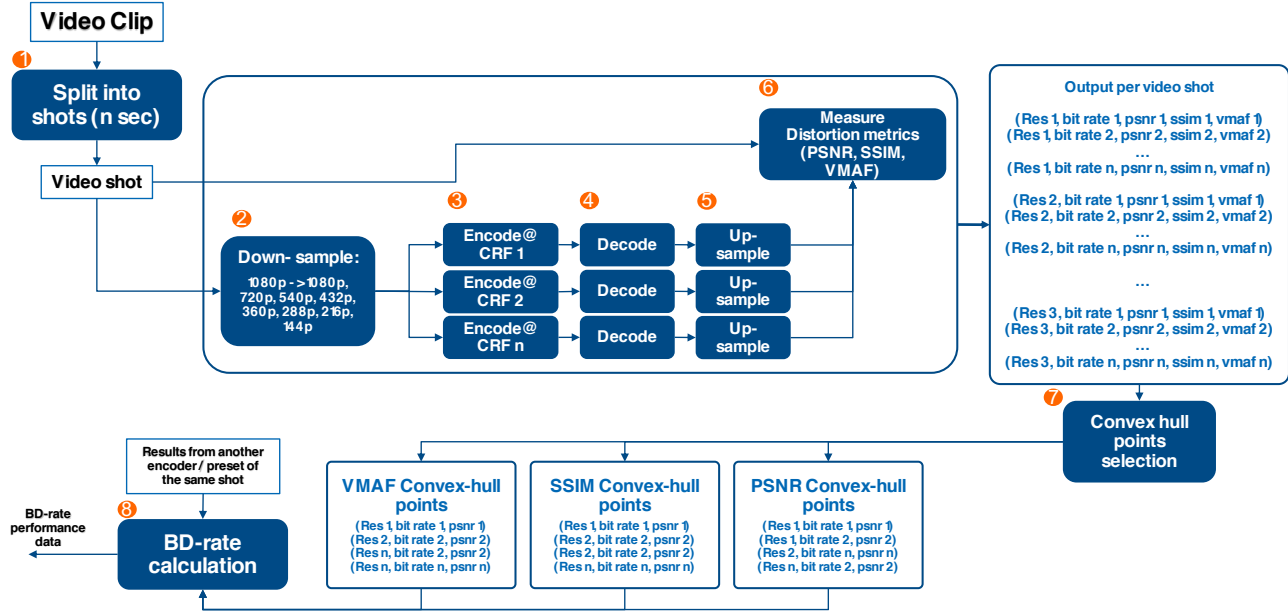 Video Clip
1
Split into
shots (n sec)
Video shot
2
Down- sample:
1080p ->1080p,
720p, 540p, 432p,
360p, 288p, 216p,
144p
3
Encode@
CRF 1
Encode@
CRF 2
Encode@
CRF n
4
Decode
Decode
Decode
5
Up-
sample
Up-
sample
Up-
sample
6
Measure
Distortion metrics
(PSNR, SSIM,
VMAF)
Output per video shot
(Res 1, bit rate 1, psnr 1, ssim 1, vmaf 1)
(Res 1, bit rate 2, psnr 2, ssim 2, vmaf 2)
...
(Res 1, bit rate n, psnr n, ssim n, vmaf n)
(Res 2, bit rate 1, psnr 1, ssim 1, vmaf 1)
(Res 2, bit rate 2, psnr 2, ssim 2, vmaf 2)
...
(Res 2, bit rate n, psnr n, ssim n, vmaf n)
...
(Res 3, bit rate 1, psnr 1, ssim 1, vmaf 1)
(Res 3, bit rate 2, psnr 2, ssim 2, vmaf 2)
...
(Res 3, bit rate n, psnr n, ssim n, vmaf n)
7
Convex hull
points
selection
VMAF Convex-hull
points
(Res 1, bit rate 1, psnr 1)
(Res 2, bit rate 2, psnr 2)
(Res n, bit rate 2, psnr 2)
(Res n, bit rate n, psnr n)
SSIM Convex-hull
points
(Res 1, bit rate 1, psnr 1)
(Res 2, bit rate 2, psnr 2)
(Res 2, bit rate 2, psnr 2)
(Res n, bit rate n, psnr n)
PSNR Convex-hull
points
(Res 1, bit rate 1, psnr 1)
(Res 1, bit rate 2, psnr 2)
(Res 2, bit rate n, psnr n)
(Res n, bit rate 2, psnr 2)
Results from another
encoder / preset of
the same shot
8
BD-rate
calculation
BD-rate
performance
data